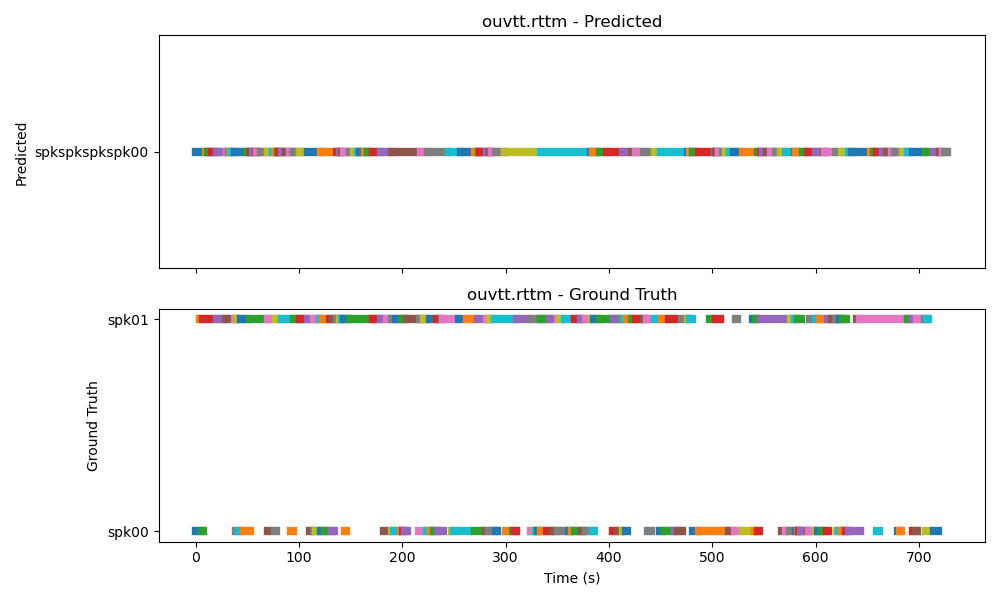 ouvtt.rttm - Predicted
Predicted
spkspkspkspk00
ouvtt.rttm - Ground Truth
Ground Truth
spk01
spk00
0 100 200 300 400 500 600 700
Time (s)